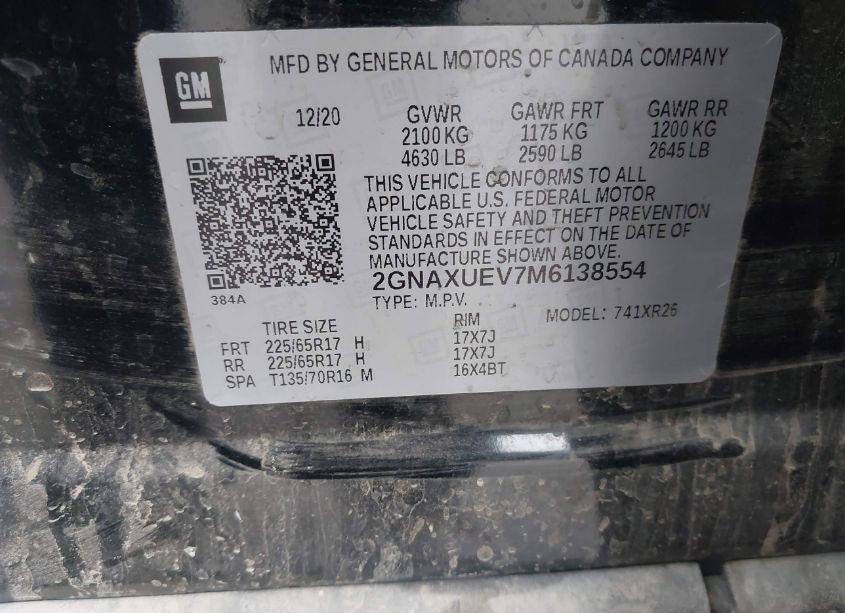 GM
MFD BY GENERAL MOTORS OF CANADA COMPANY
12/20 GVWR GAWR FRT GAWR RR
2100 KG 1175 KG 1200 KG
4630 LB 2590 LB 2645 LB
THIS VEHICLE CONFORMS TO ALL
APPLICABLE U.S. FEDERAL MOTOR
VEHICLE SAFETY AND THEFT PREVENTION
STANDARDS IN EFFECT ON THE DATE OF
MANUFACTURE SHOWN ABOVE.
2GNAXUEV7M6138554
384A
TYPE: M.P.V. MODEL: 741XR26
TIRE SIZE RIM
FRT 225/65R17 H 17X7J
RR 225/65R17 H 17X7J
SPA T135/70R16 M 16X4BT